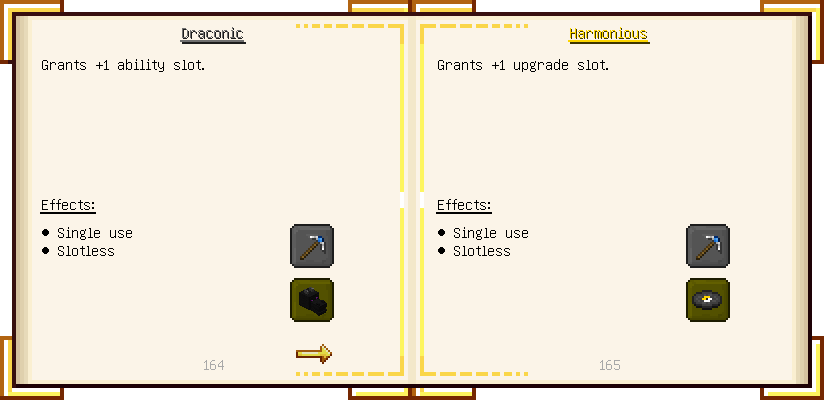 Draconic
Grants +1 ability slot.
Effects:
● Single use
● Slotless
164
Harmonious
Grants +1 upgrade slot.
Effects:
● Single use
● Slotless
165